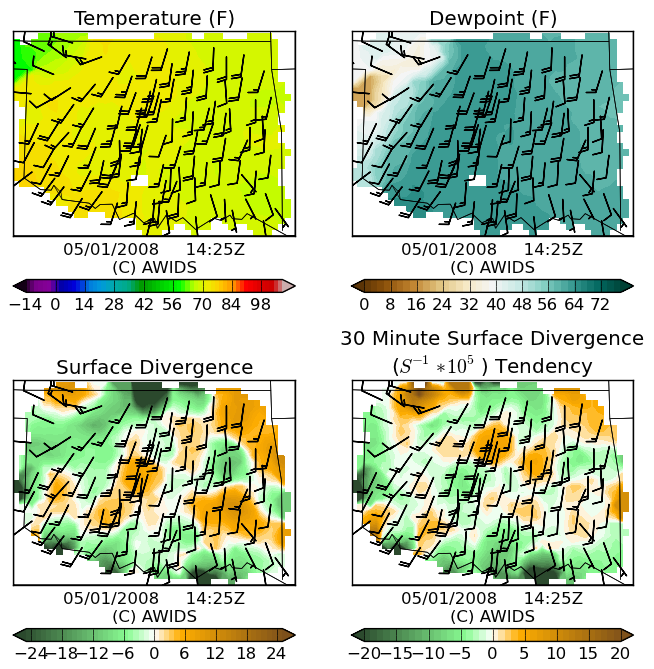 Temperature (F)
Dewpoint (F)
05/01/2008 14:25Z
(C) AWIDS
05/01/2008 14:25Z
(C) AWIDS
−14 0 14 28 42 56 70 84 98
0 8 16 24 32 40 48 56 64 72
Surface Divergence
30 Minute Surface Divergence
(S⁻¹ *10⁵ ) Tendency
05/01/2008 14:25Z
(C) AWIDS
05/01/2008 14:25Z
(C) AWIDS
−24 −18 −12 −6 0 6 12 18 24
−20 −15 −10 −5 0 5 10 15 20